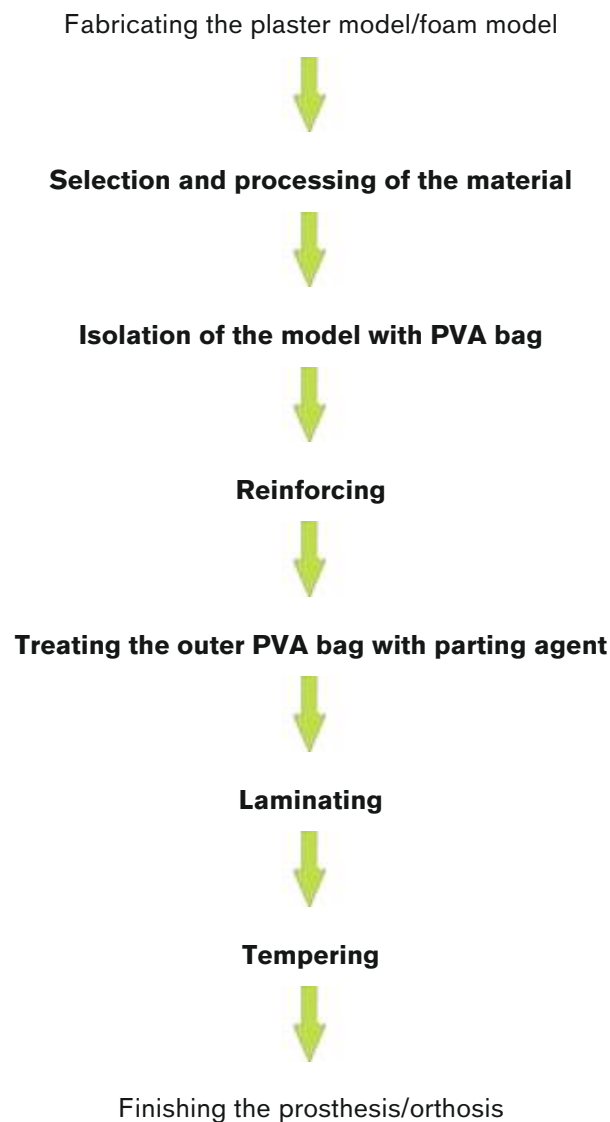 Fabricating the plaster model/foam model
Selection and processing of the material
Isolation of the model with PVA bag
Reinforcing
Treating the outer PVA bag with parting agent
Laminating
Tempering
Finishing the prosthesis/orthosis